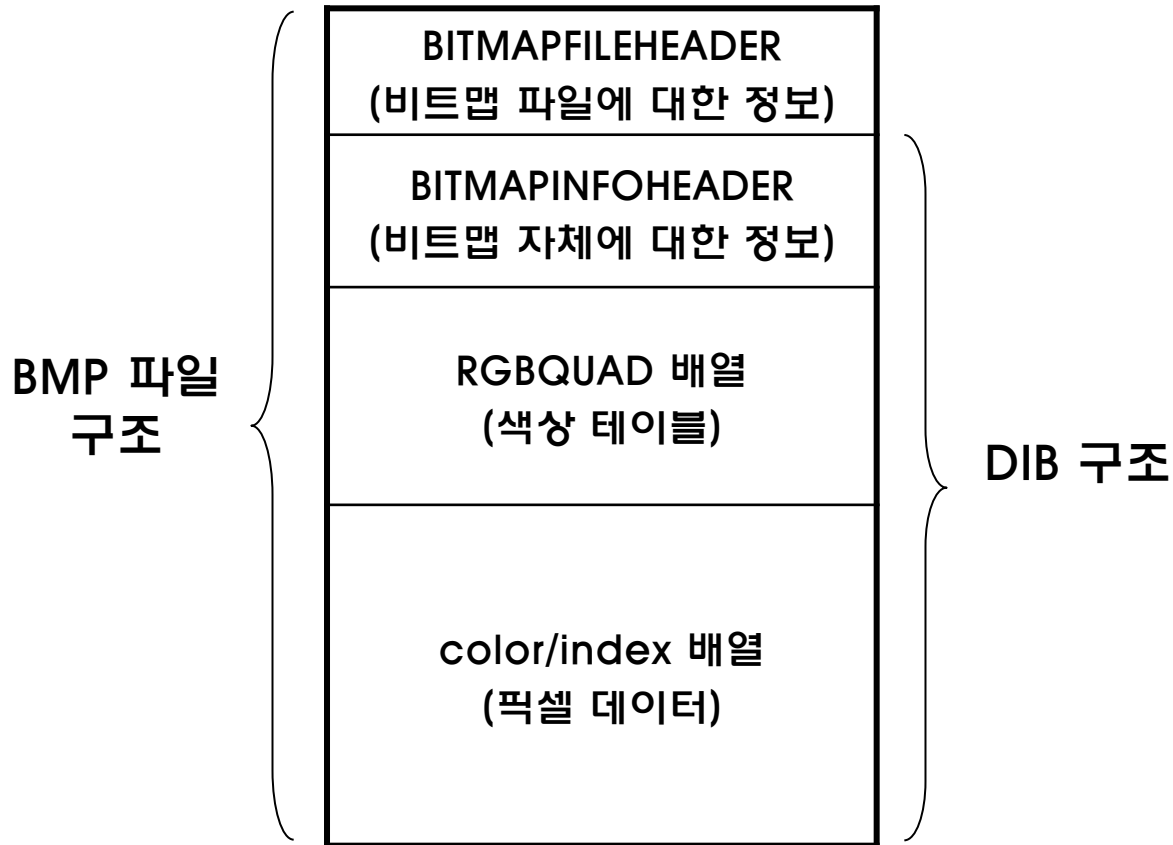 BITMAPFILEHEADER
(비트맵 파일에 대한 정보)
BITMAPINFOHEADER
(비트맵 자체에 대한 정보)
BMP 파일
구조
RGBQUAD 배열
(색상 테이블)
DIB 구조
color/index 배열
(픽셀 데이터)